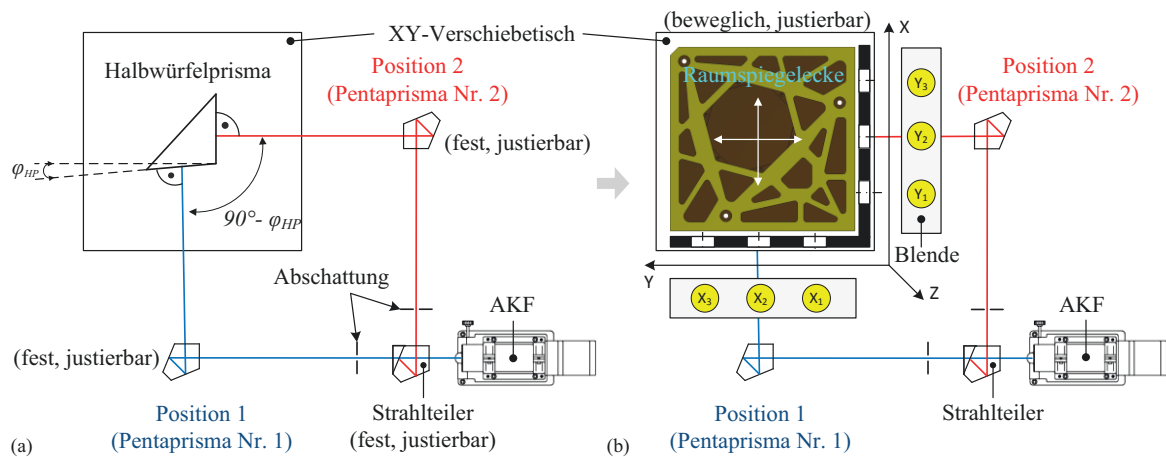 XY-Verschiebetisch
Halbwürfelprisma
Position 2
(Pentaprisma Nr. 2)
(fest, justierbar)
φHP
90°- φHP
Abschattung
AKF
(fest, justierbar)
Position 1
(Pentaprisma Nr. 1)
Strahlteiler
(fest, justierbar)
(a)
(beweglich, justierbar)
X
Raumspiegelecke
Position 2
(Pentaprisma Nr. 2)
Y3
Y2
Y1
Blende
Y
Z
X3 X2 X1
AKF
Position 1
(Pentaprisma Nr. 1)
Strahlteiler
(b)